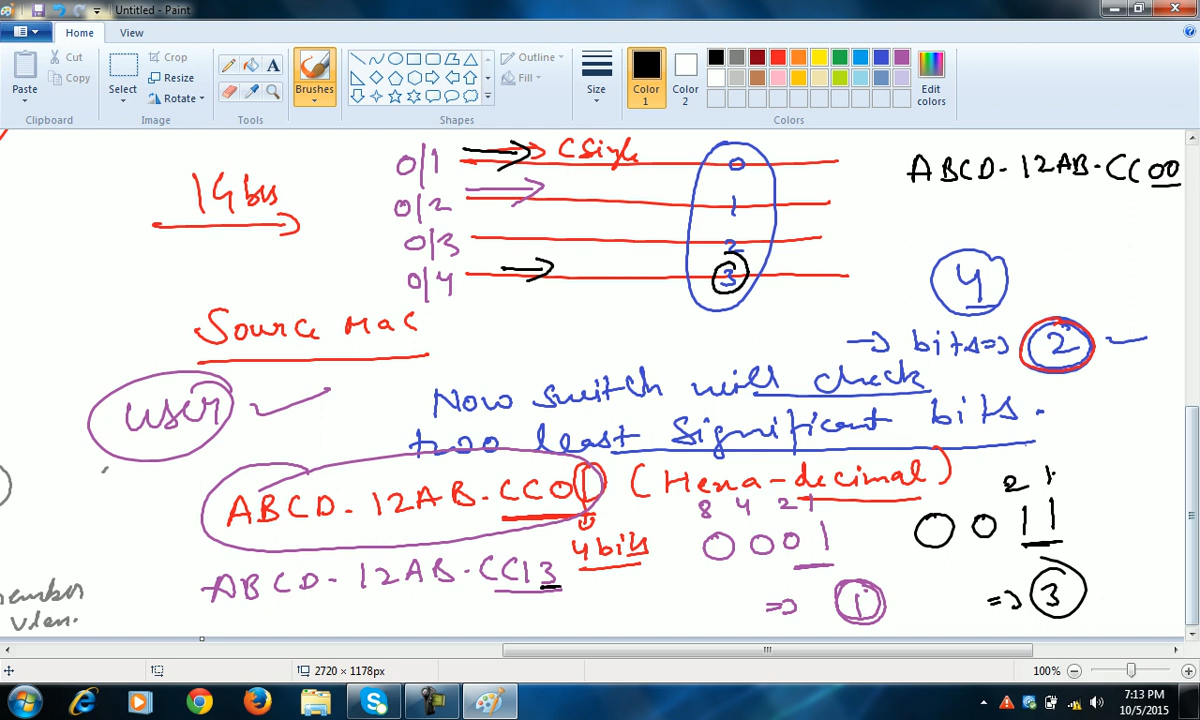 Untitled - Paint
Home
View
Paste
Cut
Copy
Clipboard
Select
Crop
Resize
Rotate
Image
Tools
Brushes
Shapes
Outline
Fill
Size
Color 1
Color 2
Edit colors
Colors
0/1
0
ABCD-12AB-CC00
0/2
1
0/3
2
0/4
3
4
Source Mac
→ bits⇒ 2
user
Now switch will check
two least significant bits.
ABCD-12AB-CC01 (Hexa-decimal)
4 bits
8 4 2 1
0 0 0 1
⇒ 1
2 1
0 0 1 1
⇒ 3
ABCD-12AB-CC13
vlan.
2720 × 1178px
100%
7:13 PM
10/5/2015